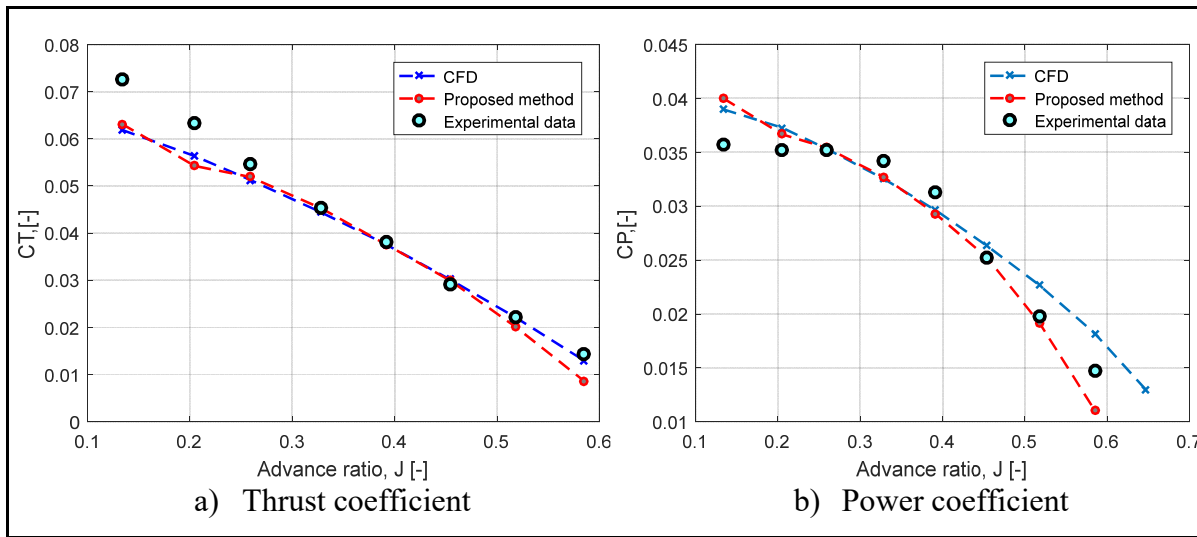 0.08
0.07
0.06
0.05
0.04
0.03
0.02
0.01
0
CT,[-]
0.1
0.2
0.3
0.4
0.5
0.6
Advance ratio, J [-]
CFD
Proposed method
Experimental data
a) Thrust coefficient
0.045
0.04
0.035
0.03
0.025
0.02
0.015
0.01
CP,[-]
0.1
0.2
0.3
0.4
0.5
0.6
0.7
Advance ratio, J [-]
CFD
Proposed method
Experimental data
b) Power coefficient